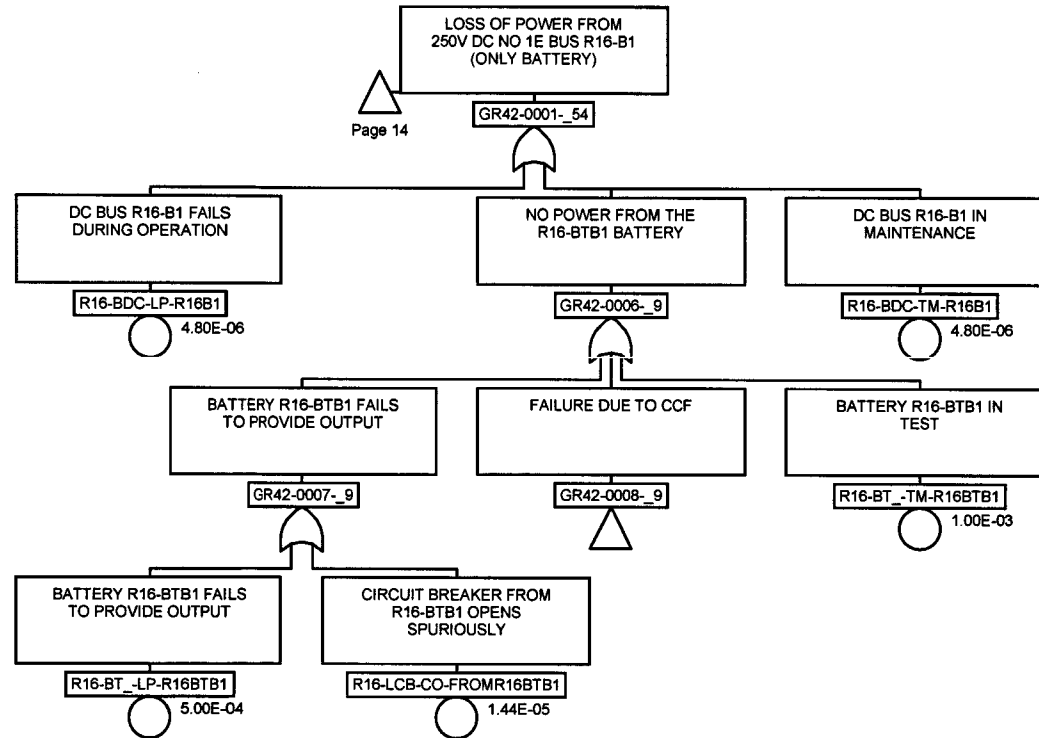 LOSS OF POWER FROM
250V DC NO 1E BUS R16-B1
(ONLY BATTERY)
Page 14
GR42-0001-_54
DC BUS R16-B1 FAILS
DURING OPERATION
R16-BDC-LP-R16B1
4.80E-06
NO POWER FROM THE
R16-BTB1 BATTERY
GR42-0006-_9
DC BUS R16-B1 IN
MAINTENANCE
R16-BDC-TM-R16B1
4.80E-06
BATTERY R16-BTB1 FAILS
TO PROVIDE OUTPUT
GR42-0007-_9
FAILURE DUE TO CCF
GR42-0008-_9
BATTERY R16-BTB1 IN
TEST
R16-BT_-TM-R16BTB1
1.00E-03
BATTERY R16-BTB1 FAILS
TO PROVIDE OUTPUT
R16-BT_-LP-R16BTB1
5.00E-04
CIRCUIT BREAKER FROM
R16-BTB1 OPENS
SPURIOUSLY
R16-LCB-CO-FROMR16BTB1
1.44E-05